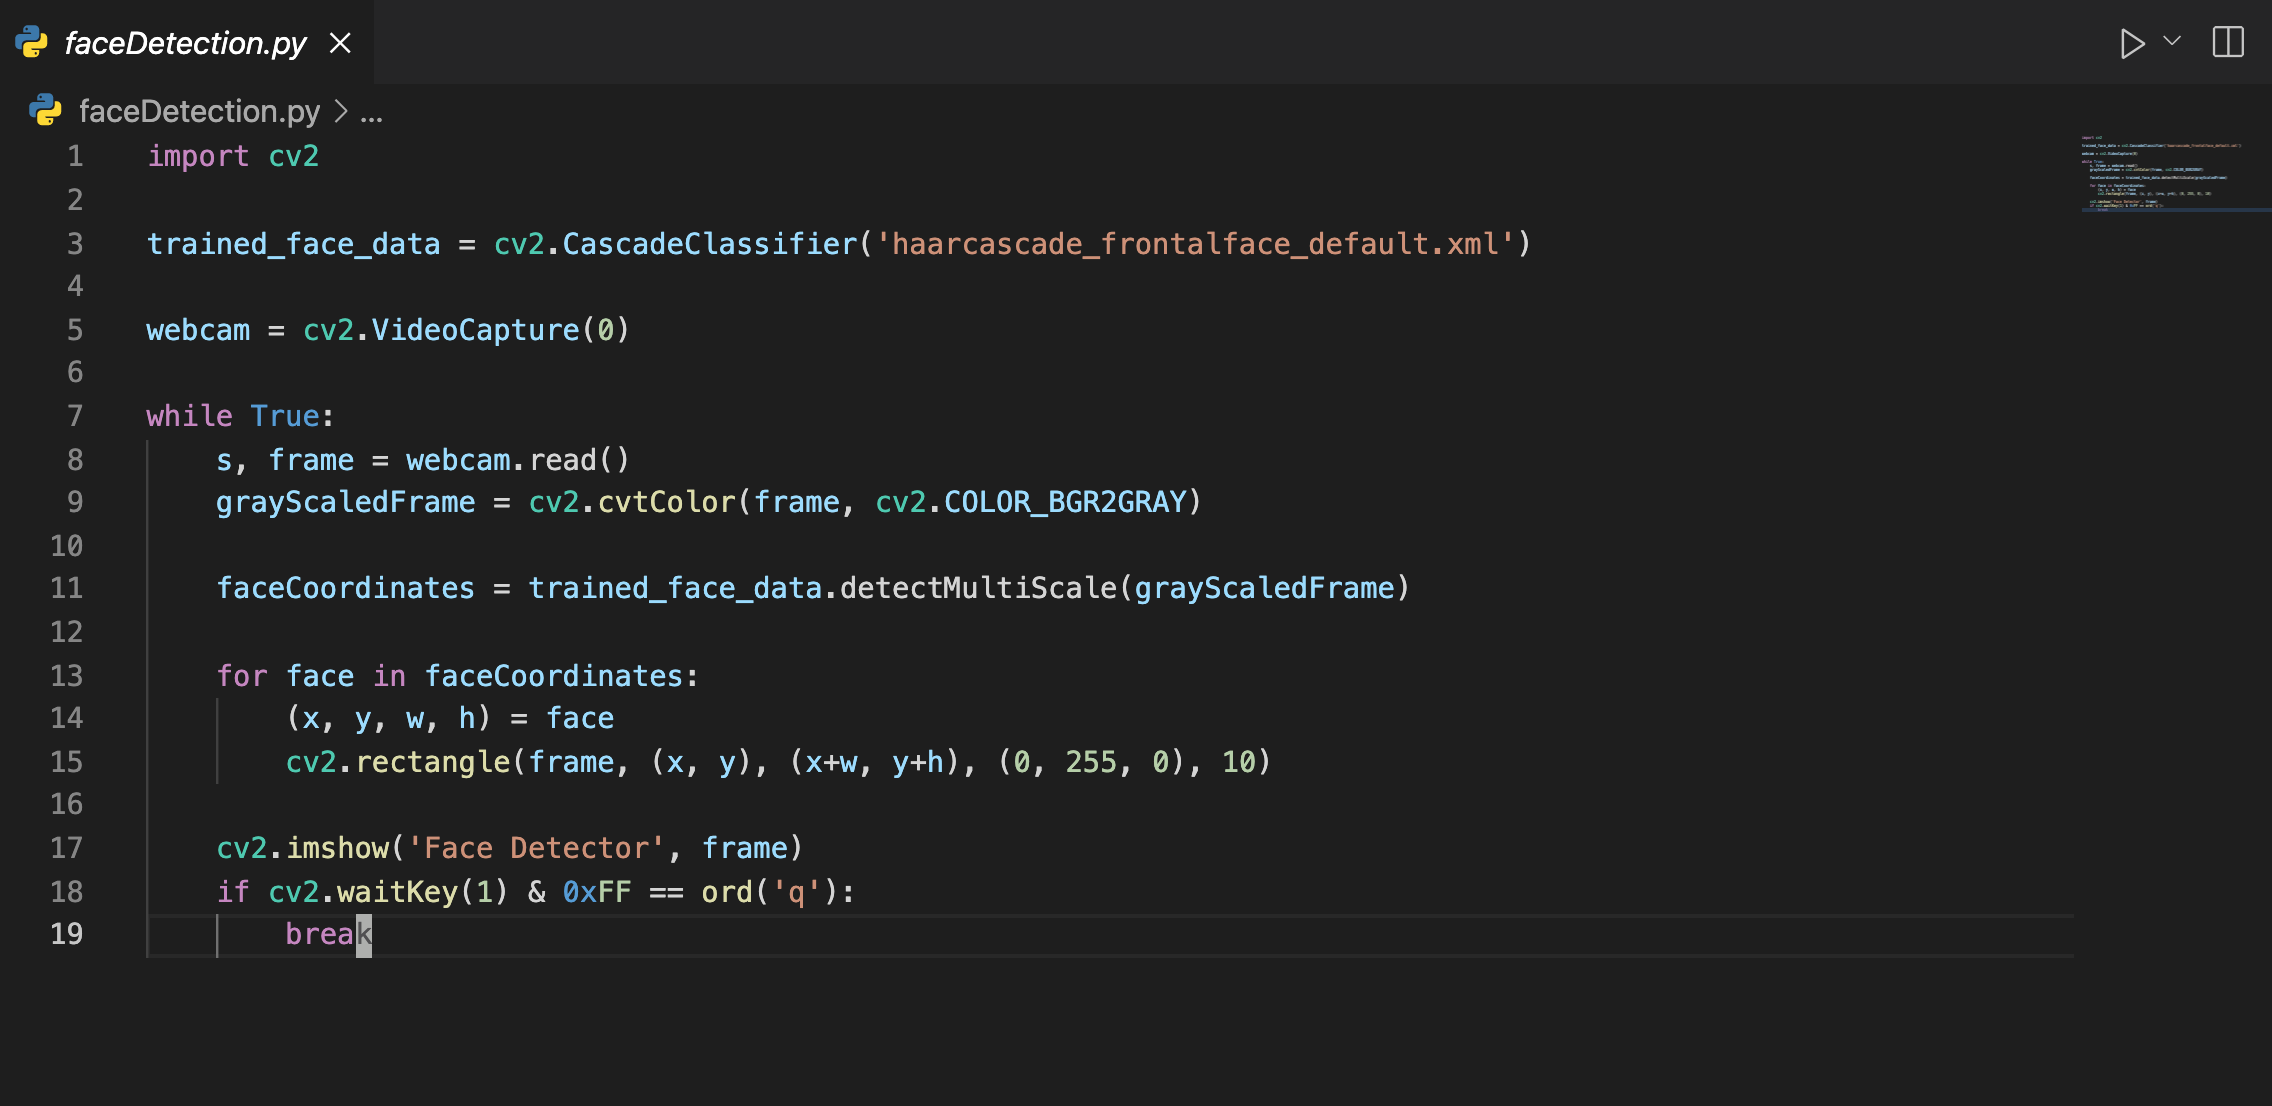 faceDetection.py
faceDetection.py > ...
1 import cv2
2
3 trained_face_data = cv2.CascadeClassifier('haarcascade_frontalface_default.xml')
4
5 webcam = cv2.VideoCapture(0)
6
7 while True:
8     s, frame = webcam.read()
9     grayScaledFrame = cv2.cvtColor(frame, cv2.COLOR_BGR2GRAY)
10
11     faceCoordinates = trained_face_data.detectMultiScale(grayScaledFrame)
12
13     for face in faceCoordinates:
14         (x, y, w, h) = face
15         cv2.rectangle(frame, (x, y), (x+w, y+h), (0, 255, 0), 10)
16
17     cv2.imshow('Face Detector', frame)
18     if cv2.waitKey(1) & 0xFF == ord('q'):
19         break